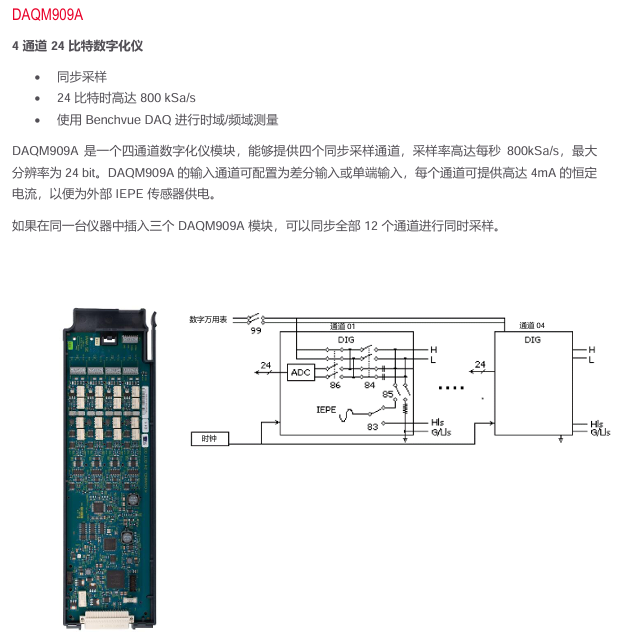 DAQM909A
4 通道 24 比特数字化仪
• 同步采样
• 24 比特时高达 800 kSa/s
• 使用 Benchvue DAQ 进行时域/频域测量
DAQM909A 是一个四通道数字化仪模块，能够提供四个同步采样通道，采样率高达每秒 800kSa/s，最大
分辨率为 24 bit。DAQM909A 的输入通道可配置为差分输入或单端输入，每个通道可提供高达 4mA 的恒定
电流，以便为外部 IEPE 传感器供电。
如果在同一台仪器中插入三个 DAQM909A 模块，可以同步全部 12 个通道进行同时采样。
数字万用表
99
通道 01
通道 04
DIG
DIG
H
L
H
L
24
ADC
86
84
24
85
IEPE
83
HIs
G/LIs
HIs
G/LIs
时钟